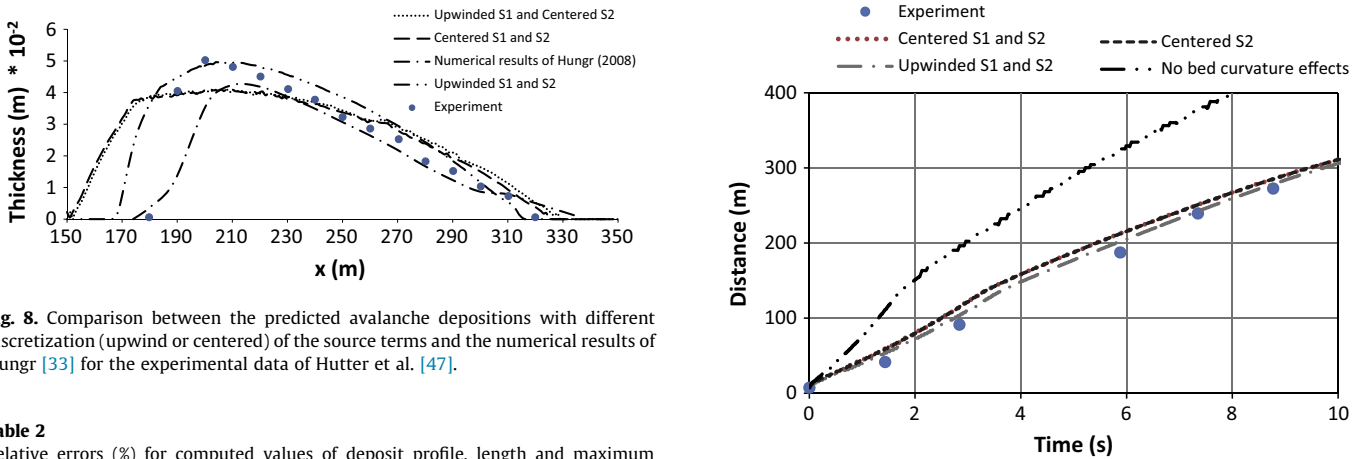 Upwinded S1 and Centered S2
Centered S1 and S2
Numerical results of Hungr (2008)
Upwinded S1 and S2
Experiment
Thickness (m) * 10-2
6
5
4
3
2
1
0
150 170 190 210 230 250 270 290 310 330 350
x (m)
g. 8. Comparison between the predicted avalanche depositions with different
iscretization (upwind or centered) of the source terms and the numerical results of
ungr [33] for the experimental data of Hutter et al. [47].
able 2
elative errors (%) for computed values of deposit profile, length and maximum
Experiment
Centered S1 and S2
Centered S2
Upwinded S1 and S2
No bed curvature effects
Distance (m)
400
300
200
100
0
0 2 4 6 8 10
Time (s)